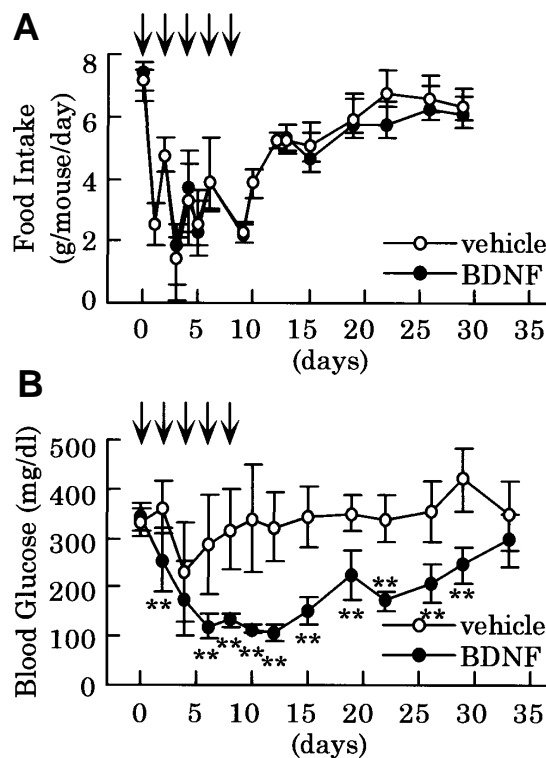 A
Food Intake
(g/mouse/day)
8
6
4
2
0
vehicle
BDNF
0 5 10 15 20 25 30 35
(days)
B
Blood Glucose (mg/dl)
500
400
300
200
100
0
** ** ** ** ** ** ** ** ** **
vehicle
BDNF
0 5 10 15 20 25 30 35
(days)